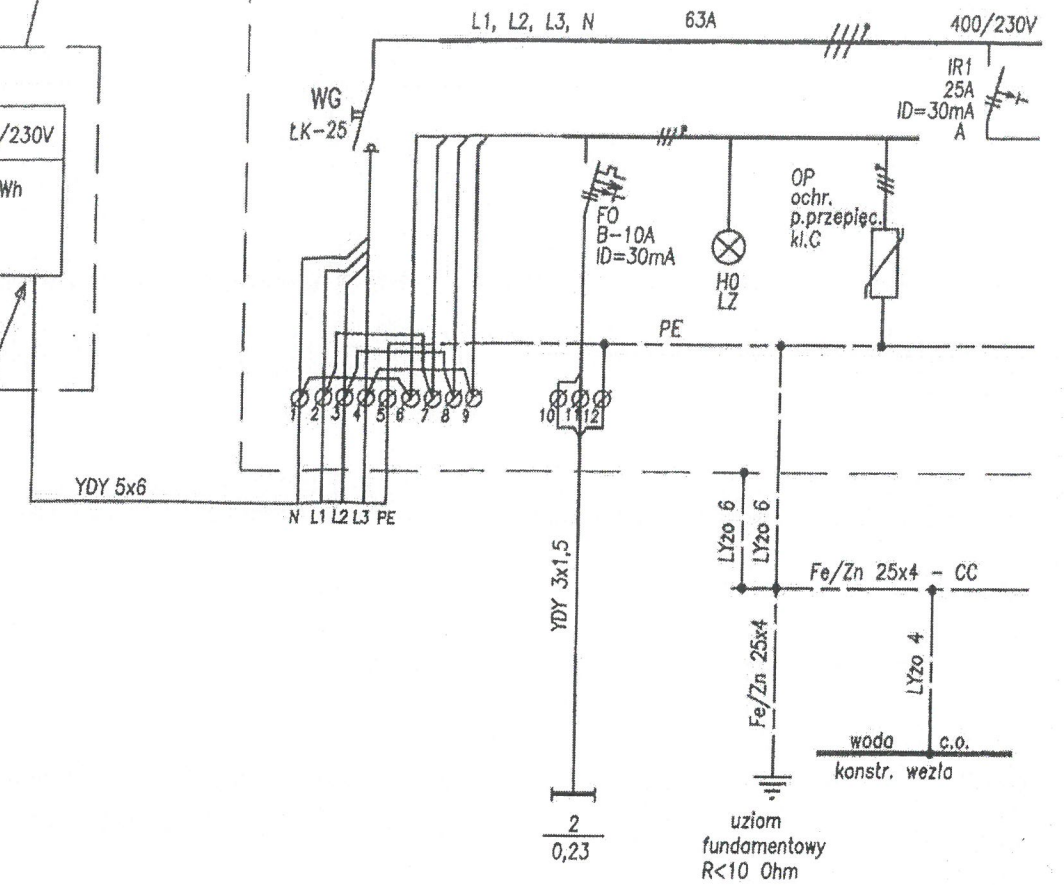 L1, L2, L3, N 63A 400/230V
IR1
25A
ID=30mA
A
WG
ŁK-25
/230V
Wh
FO
B-10A
ID=30mA
HO
LZ
OP
ochr.
p.przepięc.
kl.C
PE
1 2 3 4 5 6 7 8 9
10 11 12
YDY 5x6
N L1 L2 L3 PE
YDY 3x1,5
LYżo 6
LYżo 6
Fe/Zn 25x4 - CC
Fe/Zn 25x4
LYżo 4
woda c.o.
konstr. wezla
2
0,23
uziom
fundamentowy
R<10 Ohm